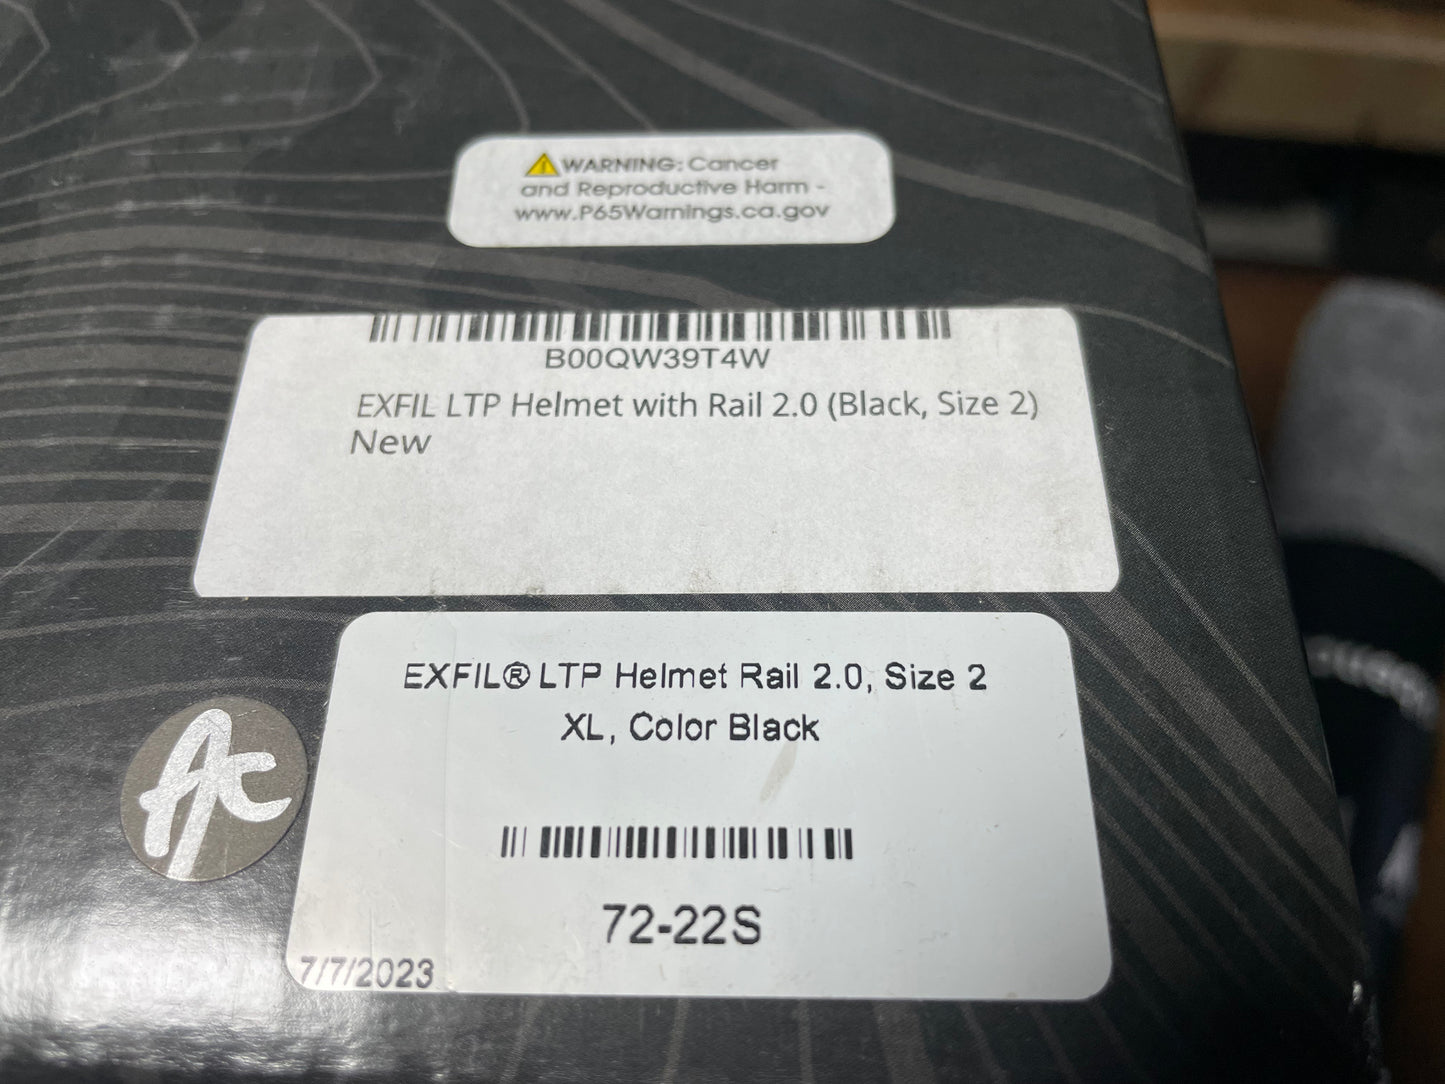 ⚠WARNING: Cancer
and Reproductive Harm -
www.P65Warnings.ca.gov
B00QW39T4W
EXFIL LTP Helmet with Rail 2.0 (Black, Size 2)
New
EXFIL® LTP Helmet Rail 2.0, Size 2
XL, Color Black
AC
72-22S
7/7/2023